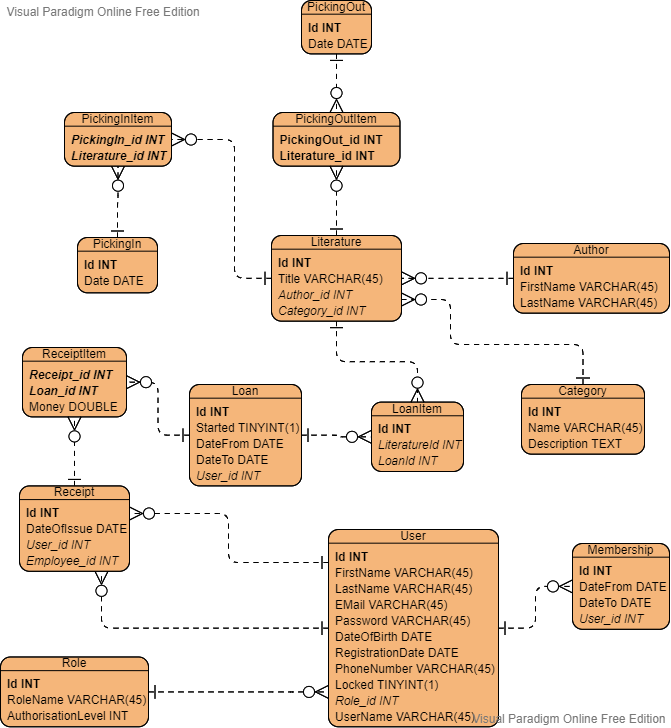 Visual Paradigm Online Free Edition
PickingOut
Id INT
Date DATE
PickingInItem
PickingIn_id INT
Literature_id INT
PickingOutItem
PickingOut_id INT
Literature_id INT
PickingIn
Id INT
Date DATE
Literature
Id INT
Title VARCHAR(45)
Author_id INT
Category_id INT
Author
Id INT
FirstName VARCHAR(45)
LastName VARCHAR(45)
ReceiptItem
Receipt_id INT
Loan_id INT
Money DOUBLE
Loan
Id INT
Started TINYINT(1)
DateFrom DATE
DateTo DATE
User_id INT
LoanItem
Id INT
LiteratureId INT
LoanId INT
Category
Id INT
Name VARCHAR(45)
Description TEXT
Receipt
Id INT
DateOfIssue DATE
User_id INT
Employee_id INT
User
Id INT
FirstName VARCHAR(45)
LastName VARCHAR(45)
EMail VARCHAR(45)
Password VARCHAR(45)
DateOfBirth DATE
RegistrationDate DATE
PhoneNumber VARCHAR(45)
Locked TINYINT(1)
Role_id INT
UserName VARCHAR(45)
Membership
Id INT
DateFrom DATE
DateTo DATE
User_id INT
Role
Id INT
RoleName VARCHAR(45)
AuthorisationLevel INT
Visual Paradigm Online Free Edition